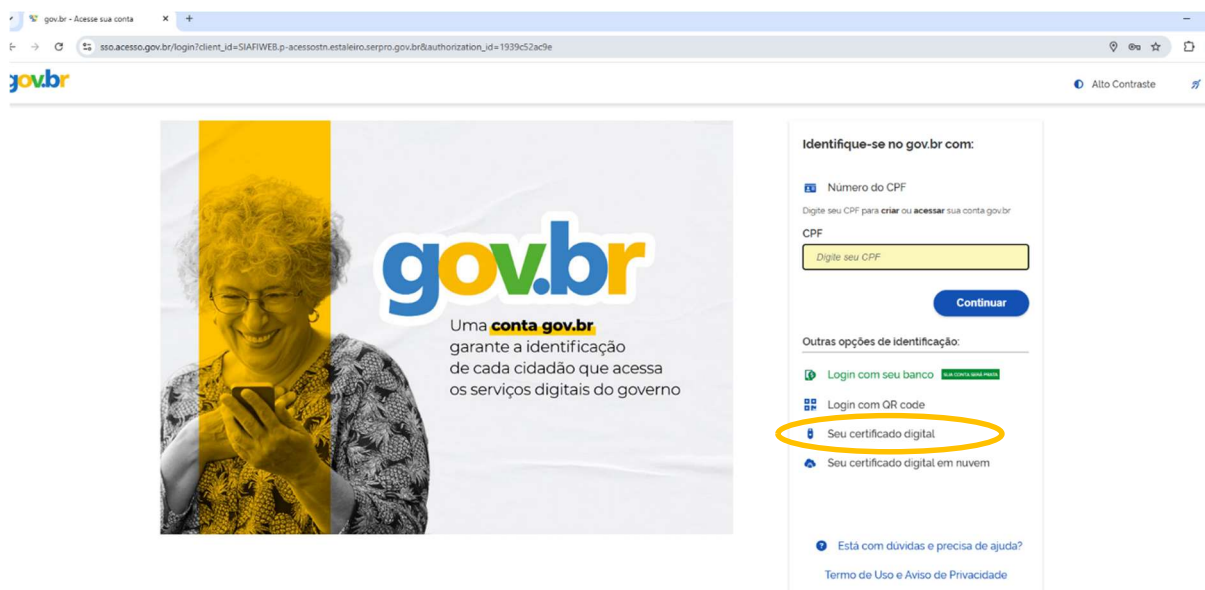 gov.br - Acesse sua conta
sso.acesso.gov.br/login?client_id=SIAFIWEB.p-acessostn.estaleiro.serpro.gov.br&authorization_id=1939c52ac9e
gov.br
Alto Contraste
gov.br
Uma conta gov.br
garante a identificação
de cada cidadão que acessa
os serviços digitais do governo
Identifique-se no gov.br com:
Número do CPF
Digite seu CPF para criar ou acessar sua conta gov.br
CPF
Digite seu CPF
Continuar
Outras opções de identificação:
Login com seu banco SUA CONTA SERÁ PRATA
Login com QR code
Seu certificado digital
Seu certificado digital em nuvem
Está com dúvidas e precisa de ajuda?
Termo de Uso e Aviso de Privacidade